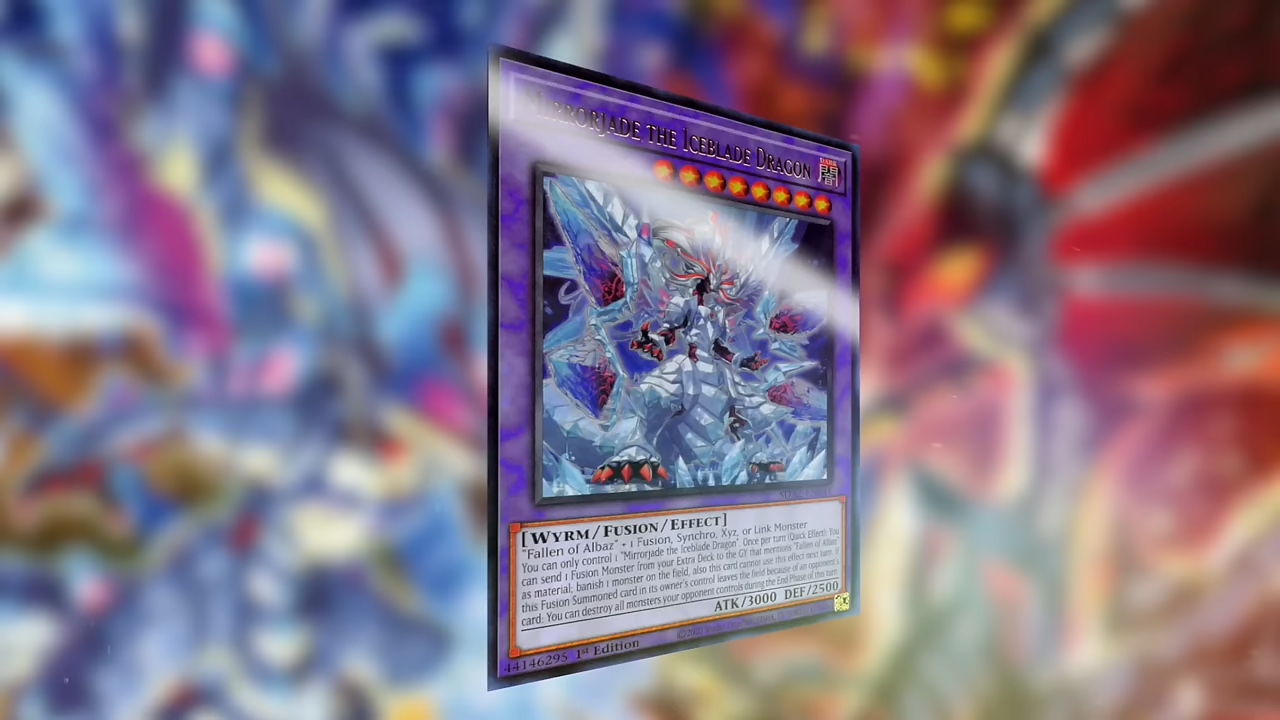 Mirrorjade the Iceblade Dragon
DARK
闇
[Wyrm/Fusion/Effect]
"Fallen of Albaz" + 1 Fusion, Synchro, Xyz, or Link Monster
You can only control 1 "Mirrorjade the Iceblade Dragon". Once per turn (Quick Effect): You
can send 1 Fusion Monster from your Extra Deck to the GY that mentions "Fallen of Albaz"
as material; banish 1 monster on the field, also this card cannot use this effect next turn. If
this Fusion Summoned card in its owner's control leaves the field because of an opponent's
card: You can destroy all monsters your opponent controls during the End Phase of this turn.
ATK/3000 DEF/2500
44146295 1st Edition